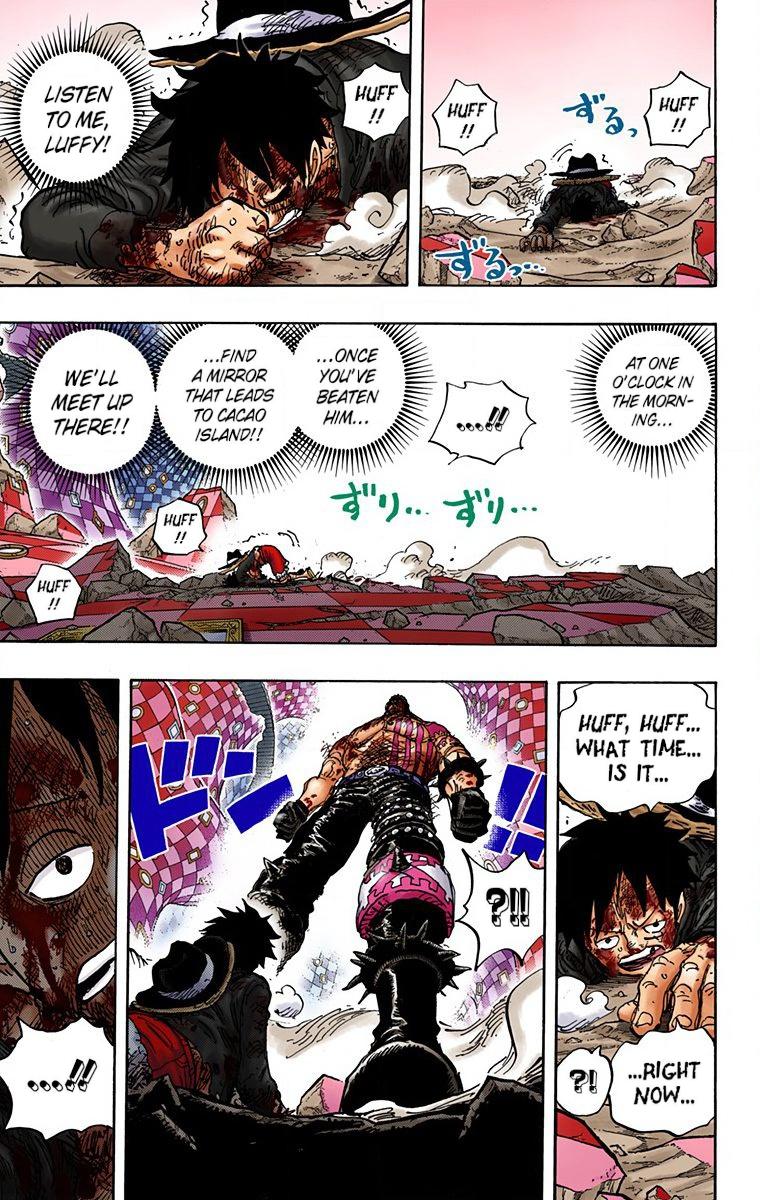 HUFF
!!
ずるっ
HUFF
!!
ずるっ…
HUFF
!!
LISTEN
TO ME,
LUFFY!
AT ONE
O'CLOCK IN
THE MORN-
ING...
....!!
...ONCE
YOU'VE
BEATEN
HIM...
...FIND
A MIRROR
THAT LEADS
TO CACAO
ISLAND!!
WE'LL
MEET UP
THERE!!
ずり… ずり…
HUFF
!!
HUFF
!!
HUFF, HUFF...
WHAT TIME...
IS IT...
...RIGHT
NOW...
?!
ドン
!!
?!!
....!!